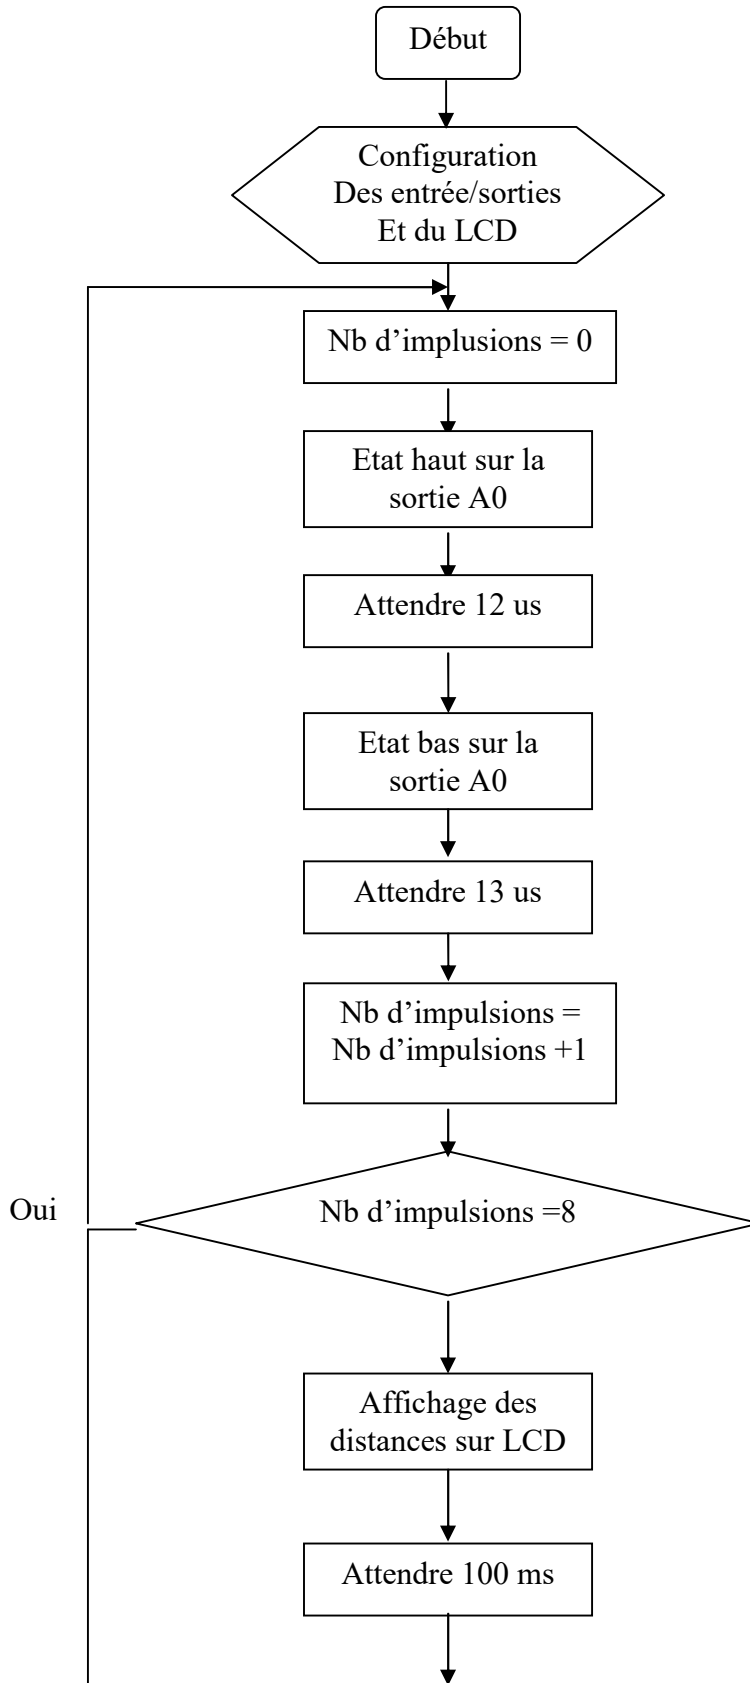 Début
Configuration
Des entrée/sorties
Et du LCD
Nb d’implusions = 0
Etat haut sur la
sortie A0
Attendre 12 us
Etat bas sur la
sortie A0
Attendre 13 us
Nb d’impulsions =
Nb d’impulsions +1
Oui
Nb d’impulsions =8
Affichage des
distances sur LCD
Attendre 100 ms